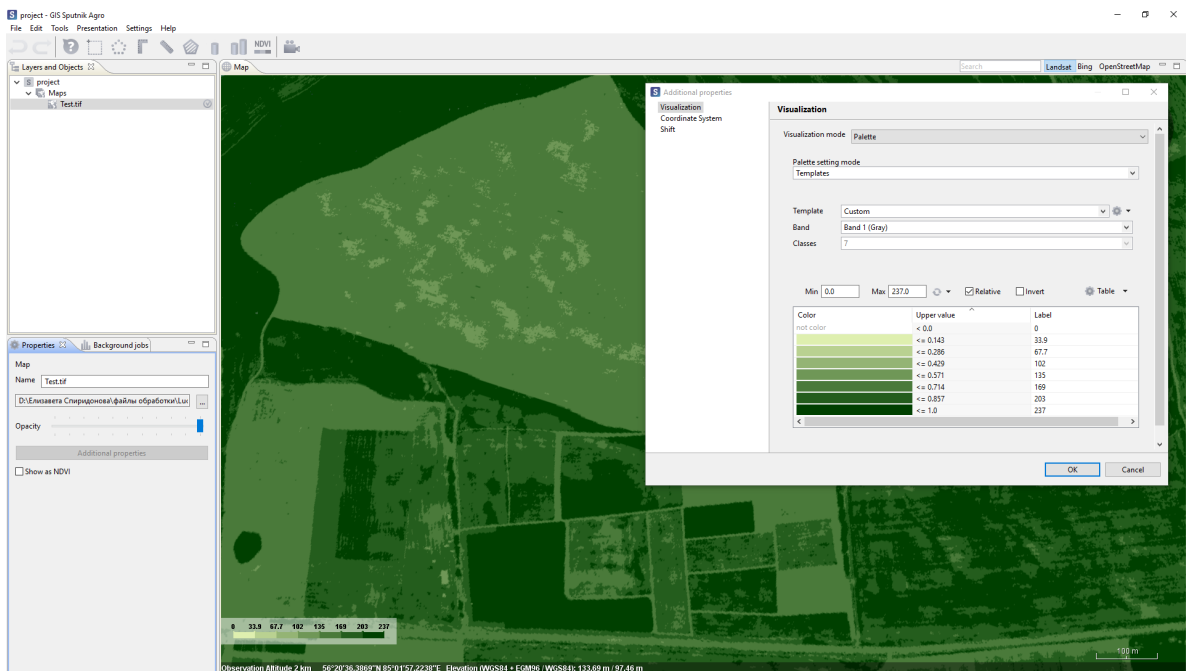 project - GIS Sputnik Agro
File Edit Tools Presentation Settings Help
NDVI
Layers and Objects
project
Maps
Test.tif
Map
Search
Landsat Bing OpenStreetMap
Additional properties
Visualization
Coordinate System
Shift
Visualization
Visualization mode Palette
Palette setting mode
Templates
Template Custom
Band Band 1 (Gray)
Classes 7
Min 0.0 Max 237.0 Relative Invert Table
Color Upper value Label
not color < 0.0 0
<= 0.143 33.9
<= 0.286 67.7
<= 0.429 102
<= 0.571 135
<= 0.714 169
<= 0.857 203
<= 1.0 237
OK Cancel
Properties Background jobs
Map
Name Test.tif
D:\Елизавета Спиридонова\файлы обработки\Luc ...
Opacity
Additional properties
Show as NDVI
0 33.9 67.7 102 135 169 203 237
Observation Altitude 2 km 56°20'36.3869"N 85°01'57.2238"E Elevation (WGS84 + EGM96 / WGS84): 133.69 m / 97.46 m
100 m